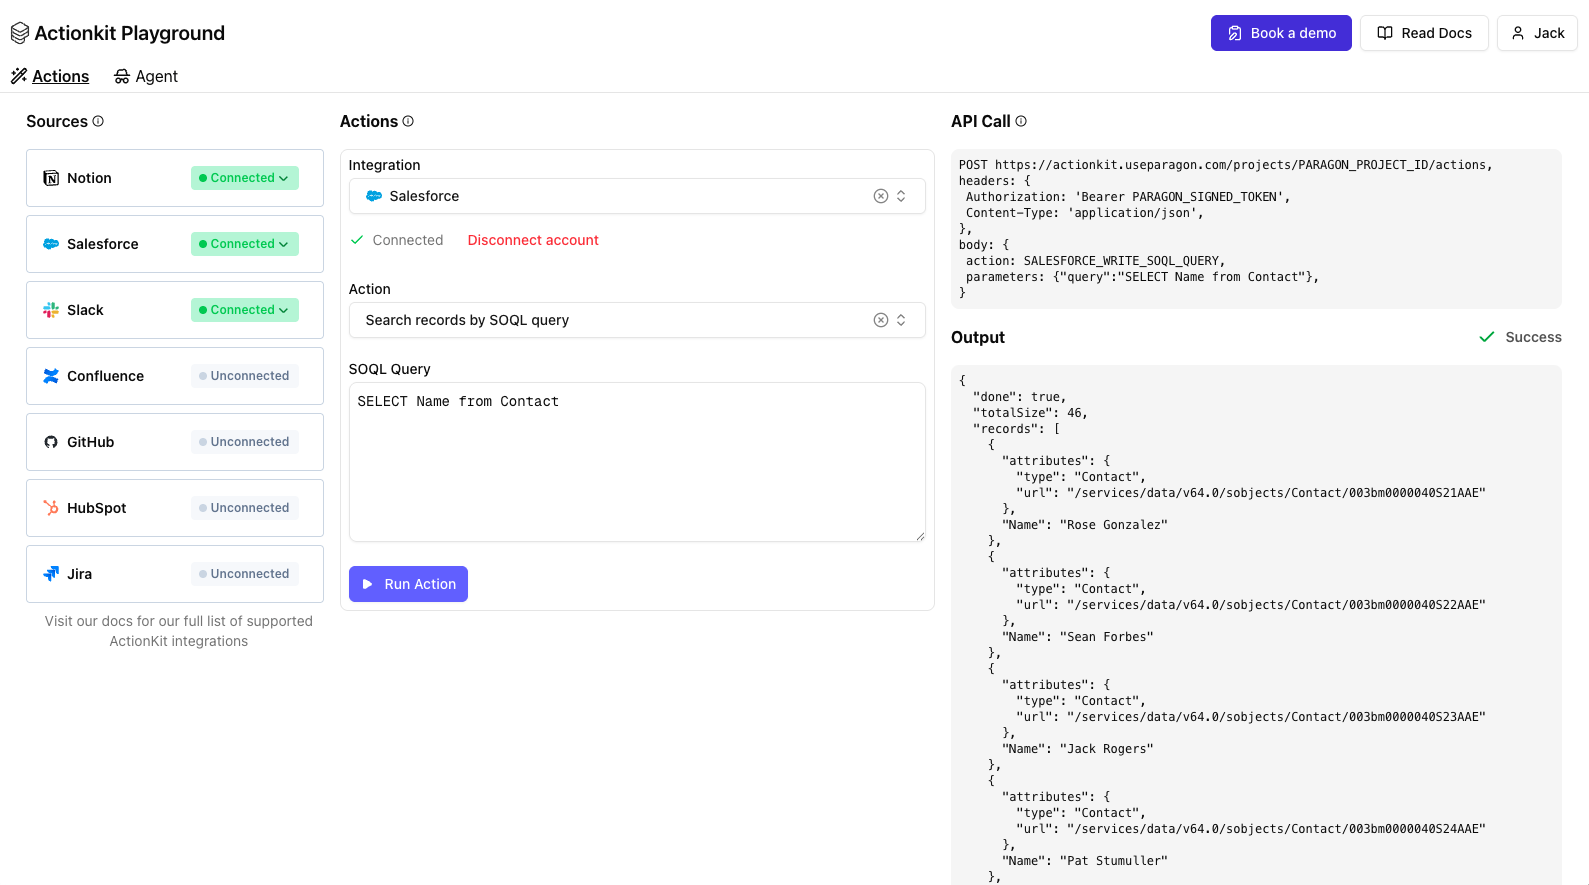 Actionkit Playground
Book a demo
Read Docs
Jack
Actions
Agent
Sources
Notion
Connected
Salesforce
Connected
Slack
Connected
Confluence
Unconnected
GitHub
Unconnected
HubSpot
Unconnected
Jira
Unconnected
Visit our docs for our full list of supported
ActionKit integrations
Actions
Integration
Salesforce
Connected
Disconnect account
Action
Search records by SOQL query
SOQL Query
SELECT Name from Contact
Run Action
API Call
POST https://actionkit.useparagon.com/projects/PARAGON_PROJECT_ID/actions,
headers: {
Authorization: 'Bearer PARAGON_SIGNED_TOKEN',
Content-Type: 'application/json',
},
body: {
action: SALESFORCE_WRITE_SOQL_QUERY,
parameters: {"query":"SELECT Name from Contact"},
}
Output
Success
{
"done": true,
"totalSize": 46,
"records": [
{
"attributes": {
"type": "Contact",
"url": "/services/data/v64.0/sobjects/Contact/003bm0000040S21AAE"
},
"Name": "Rose Gonzalez"
},
{
"attributes": {
"type": "Contact",
"url": "/services/data/v64.0/sobjects/Contact/003bm0000040S22AAE"
},
"Name": "Sean Forbes"
},
{
"attributes": {
"type": "Contact",
"url": "/services/data/v64.0/sobjects/Contact/003bm0000040S23AAE"
},
"Name": "Jack Rogers"
},
{
"attributes": {
"type": "Contact",
"url": "/services/data/v64.0/sobjects/Contact/003bm0000040S24AAE"
},
"Name": "Pat Stumuller"
},